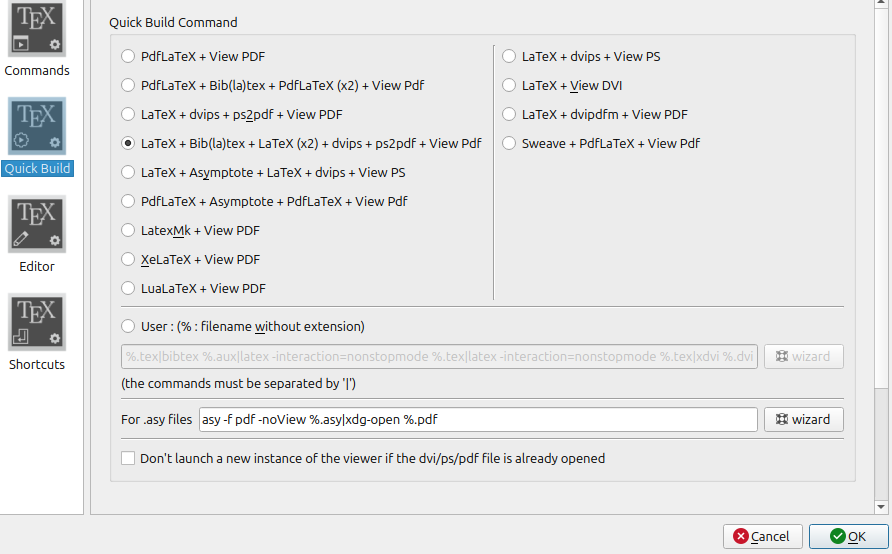 TEX
Commands
TEX
Quick Build
TEX
Editor
TEX
Shortcuts
Quick Build Command
PdfLaTeX + View PDF
PdfLaTeX + Bib(la)tex + PdfLaTeX (x2) + View Pdf
LaTeX + dvips + ps2pdf + View PDF
LaTeX + Bib(la)tex + LaTeX (x2) + dvips + ps2pdf + View Pdf
LaTeX + Asymptote + LaTeX + dvips + View PS
PdfLaTeX + Asymptote + PdfLaTeX + View Pdf
LatexMk + View PDF
XeLaTeX + View PDF
LuaLaTeX + View PDF
LaTeX + dvips + View PS
LaTeX + View DVI
LaTeX + dvipdfm + View PDF
Sweave + PdfLaTeX + View Pdf
User : (% : filename without extension)
%.tex|bibtex %.aux|latex -interaction=nonstopmode %.tex|latex -interaction=nonstopmode %.tex|xdvi %.dvi
wizard
(the commands must be separated by '|')
For .asy files
asy -f pdf -noView %.asy|xdg-open %.pdf
wizard
Don't launch a new instance of the viewer if the dvi/ps/pdf file is already opened
Cancel
OK